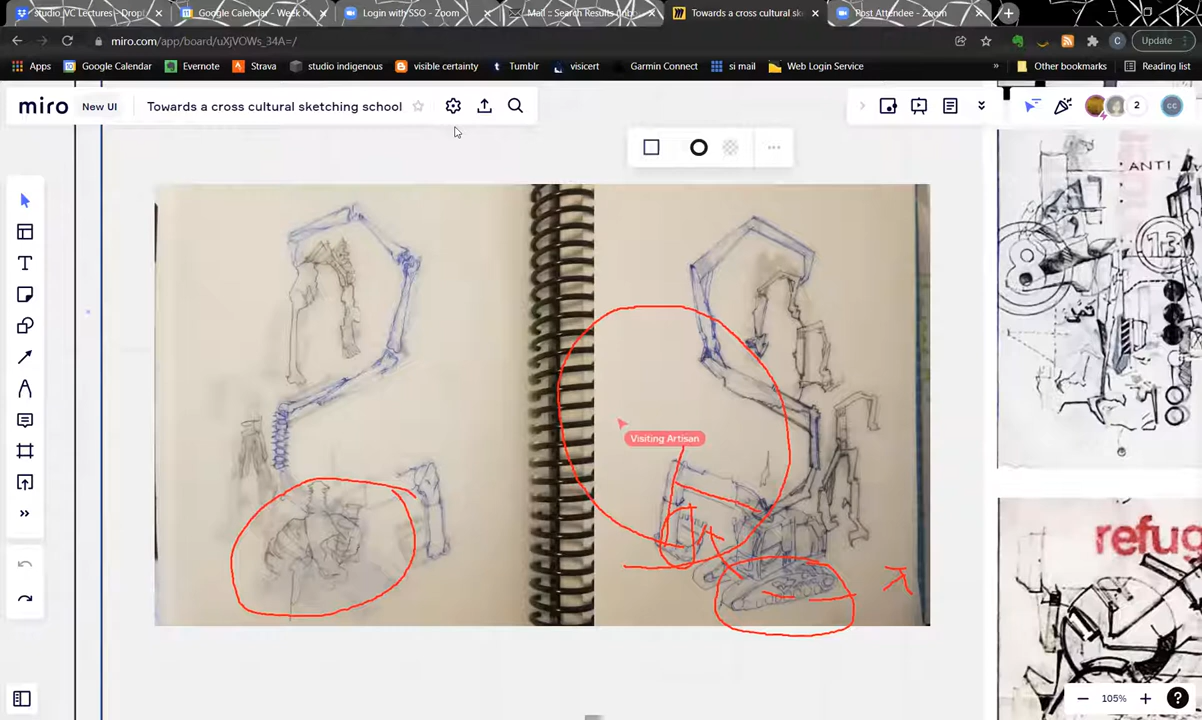 studio_VC Lectures - Drop
Google Calendar - Week o
Login with SSO - Zoom
Mail :: Search Results (Inbo
Towards a cross cultural sk
Post Attendee - Zoom
miro.com/app/board/uXjVOWs_34A=/
Update
Apps
Google Calendar
Evernote
Strava
studio indigenous
visible certainty
Tumblr
visicert
Garmin Connect
si mail
Web Login Service
Other bookmarks
Reading list
miro
New UI
Towards a cross cultural sketching school
2
CC
ANTI
8
13
Visiting Artisan
refug
105%